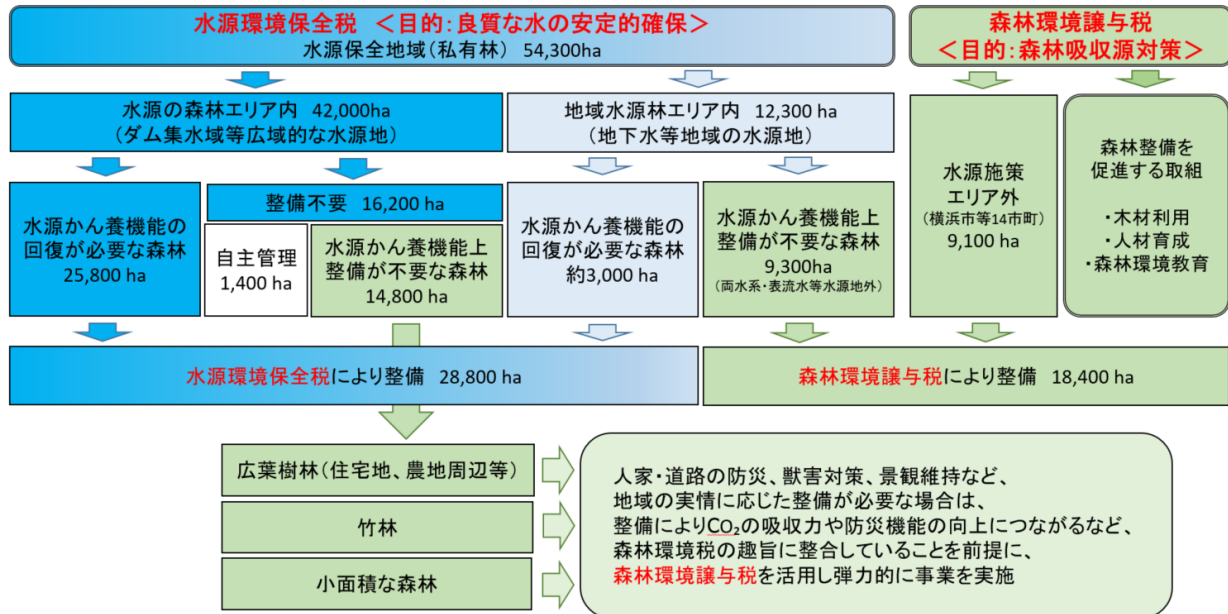 水源環境保全税 <目的:良質な水の安定的確保>
水源保全地域(私有林) 54,300ha
森林環境譲与税
<目的:森林吸収源対策>
水源の森林エリア内 42,000ha
(ダム集水域等広域的な水源地)
地域水源林エリア内 12,300 ha
(地下水等地域の水源地)
水源かん養機能の
回復が必要な森林
25,800 ha
整備不要 16,200 ha
自主管理
1,400 ha
水源かん養機能上
整備が不要な森林
14,800 ha
水源かん養機能の
回復が必要な森林
約3,000 ha
水源かん養機能上
整備が不要な森林
9,300ha
(両水系・表流水等水源地外)
水源施策
エリア外
(横浜市等14市町)
9,100 ha
森林整備を
促進する取組
・木材利用
・人材育成
・森林環境教育
水源環境保全税により整備 28,800 ha
森林環境譲与税により整備 18,400 ha
広葉樹林(住宅地、農地周辺等)
竹林
小面積な森林
人家・道路の防災、獣害対策、景観維持など、
地域の実情に応じた整備が必要な場合は、
整備によりCO₂の吸収力や防災機能の向上につながるなど、
森林環境税の趣旨に整合していることを前提に、
森林環境譲与税を活用し弾力的に事業を実施